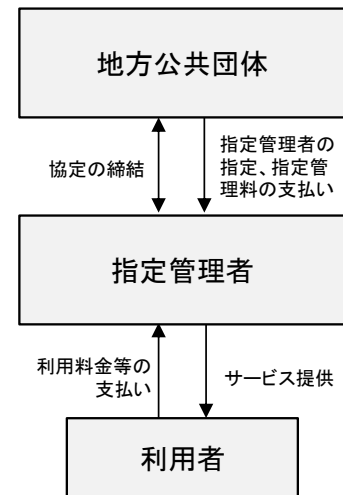 地方公共団体
協定の締結
指定管理者の
指定、指定管
理料の支払い
指定管理者
利用料金等の
支払い
サービス提供
利用者